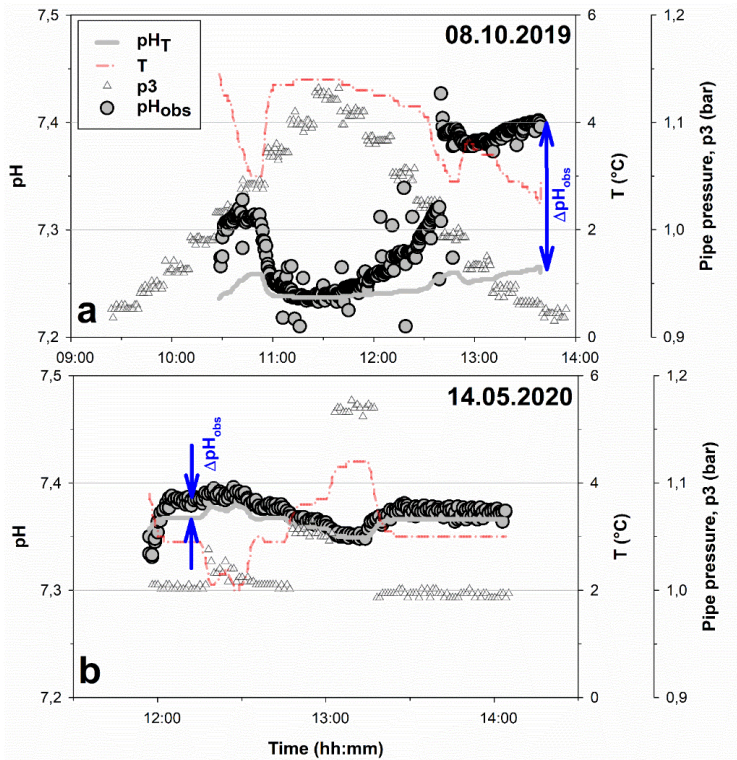 7,5
6
1,2
pH_T
T
p3
pH_obs
08.10.2019
7,4
4
1,1
pH
T (°C)
Pipe pressure, p3 (bar)
ΔpH_obs
7,3
2
1,0
a
7,2
0
0,9
09:00 10:00 11:00 12:00 13:00 14:00
7,5
6
1,2
14.05.2020
ΔpH_obs
7,4
4
1,1
pH
T (°C)
Pipe pressure, p3 (bar)
7,3
2
1,0
b
7,2
0
0,9
12:00 13:00 14:00
Time (hh:mm)